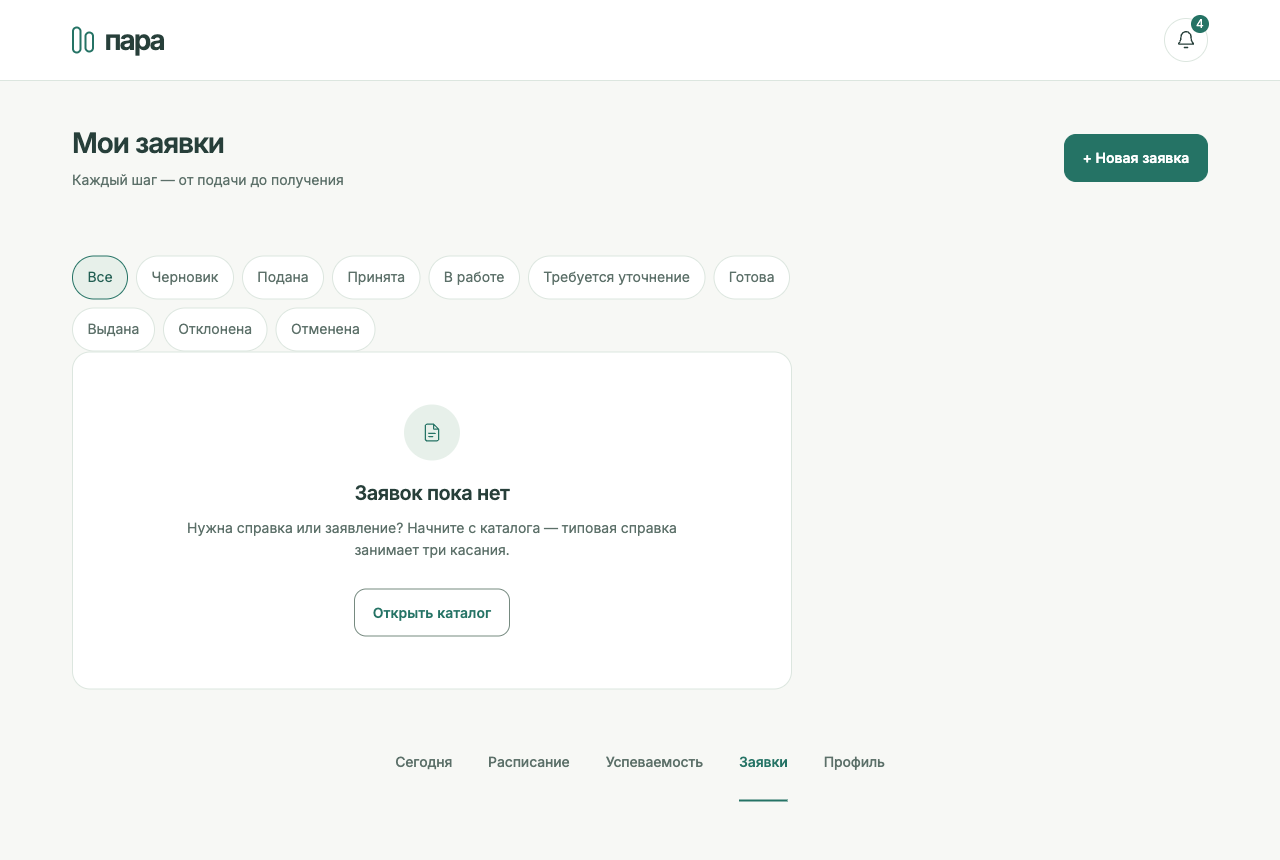 пара
4
Мои заявки
Каждый шаг — от подачи до получения
+ Новая заявка
Все
Черновик
Подана
Принята
В работе
Требуется уточнение
Готова
Выдана
Отклонена
Отменена
Заявок пока нет
Нужна справка или заявление? Начните с каталога — типовая справка
занимает три касания.
Открыть каталог
Сегодня
Расписание
Успеваемость
Заявки
Профиль